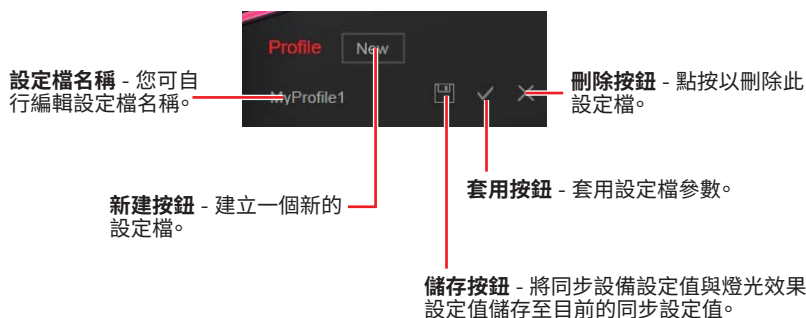 Profile New
設定檔名稱 - 您可自
行編輯設定檔名稱。
MyProfile1
刪除按鈕 - 點按以刪除此
設定檔。
套用按鈕 - 套用設定檔參數。
新建按鈕 - 建立一個新的
設定檔。
儲存按鈕 - 將同步設備設定值與燈光效果
設定值儲存至目前的同步設定值。